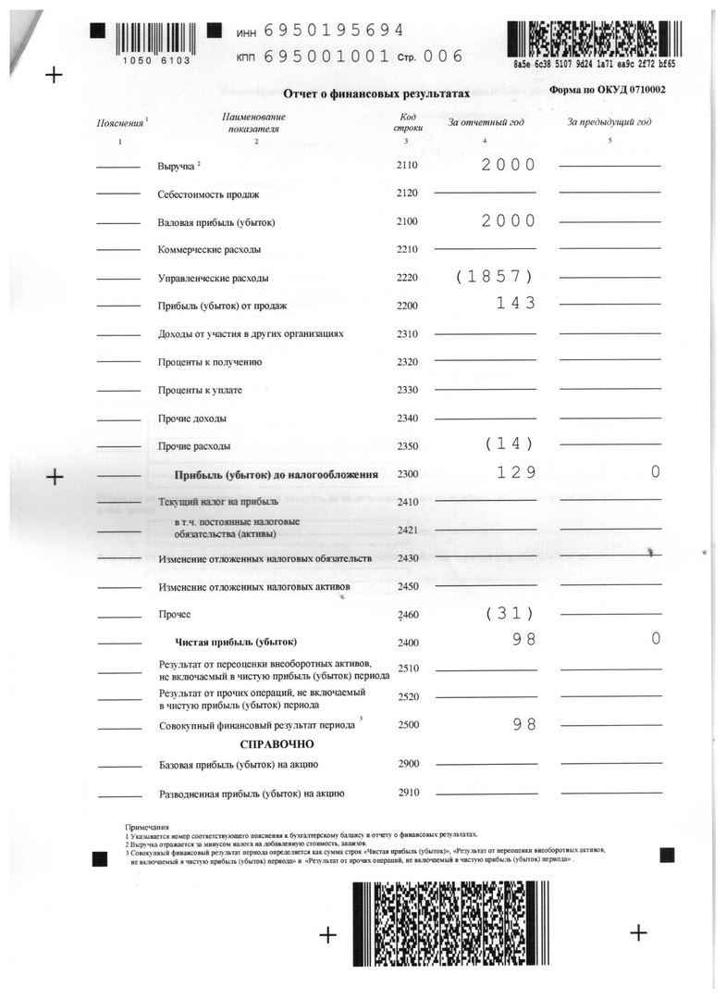 ИНН 6950195694
1050 6103
КПП 695001001 Стр. 006
8a5e 6c38 5107 9d24 1a71 ea9c 2f72 bf65
Отчет о финансовых результатах
Форма по ОКУД 0710002
Пояснения 1 Наименование показателя Код строки За отчетный год За предыдущий год
1 2 3 4 5
Выручка 2 2110 2000
Себестоимость продаж 2120
Валовая прибыль (убыток) 2100 2000
Коммерческие расходы 2210
Управленческие расходы 2220 (1857)
Прибыль (убыток) от продаж 2200 143
Доходы от участия в других организациях 2310
Проценты к получению 2320
Проценты к уплате 2330
Прочие доходы 2340
Прочие расходы 2350 (14)
Прибыль (убыток) до налогообложения 2300 129 0
Текущий налог на прибыль 2410
в т.ч. постоянные налоговые
обязательства (активы) 2421
Изменение отложенных налоговых обязательств 2430
Изменение отложенных налоговых активов 2450
Прочее 2460 (31)
Чистая прибыль (убыток) 2400 98 0
Результат от переоценки внеоборотных активов,
не включаемый в чистую прибыль (убыток) периода 2510
Результат от прочих операций, не включаемый
в чистую прибыль (убыток) периода 2520
Совокупный финансовый результат периода 3 2500 98
СПРАВОЧНО
Базовая прибыль (убыток) на акцию 2900
Разводненная прибыль (убыток) на акцию 2910
Примечания
1 Указывается номер соответствующего пояснения к бухгалтерскому балансу и отчету о финансовых результатах.
2 Выручка отражается за минусом налога на добавленную стоимость, акцизов.
3 Совокупный финансовый результат периода определяется как сумма строк «Чистая прибыль (убыток)», «Результат от переоценки внеоборотных активов,
не включаемый в чистую прибыль (убыток) периода» и «Результат от прочих операций, не включаемый в чистую прибыль (убыток) периода» .